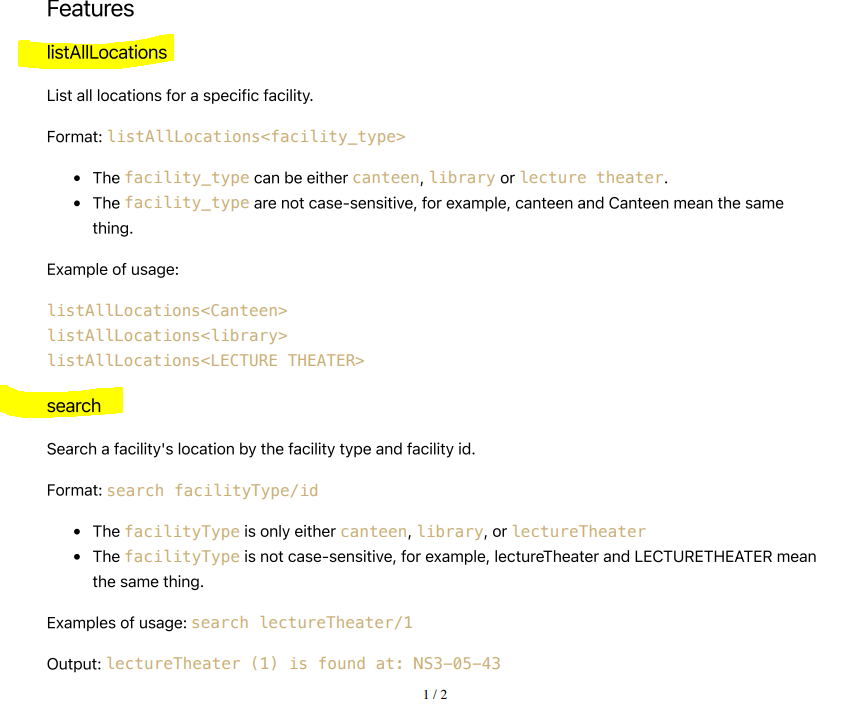 Features
listAllLocations
List all locations for a specific facility.
Format: listAllLocations<facility_type>
• The facility_type can be either canteen, library or lecture theater.
• The facility_type are not case-sensitive, for example, canteen and Canteen mean the same
thing.
Example of usage:
listAllLocations<Canteen>
listAllLocations<library>
listAllLocations<LECTURE THEATER>
search
Search a facility's location by the facility type and facility id.
Format: search facilityType/id
• The facilityType is only either canteen, library, or lectureTheater
• The facilityType is not case-sensitive, for example, lectureTheater and LECTURETHEATER mean
the same thing.
Examples of usage: search lectureTheater/1
Output: lectureTheater (1) is found at: NS3-05-43
1 / 2